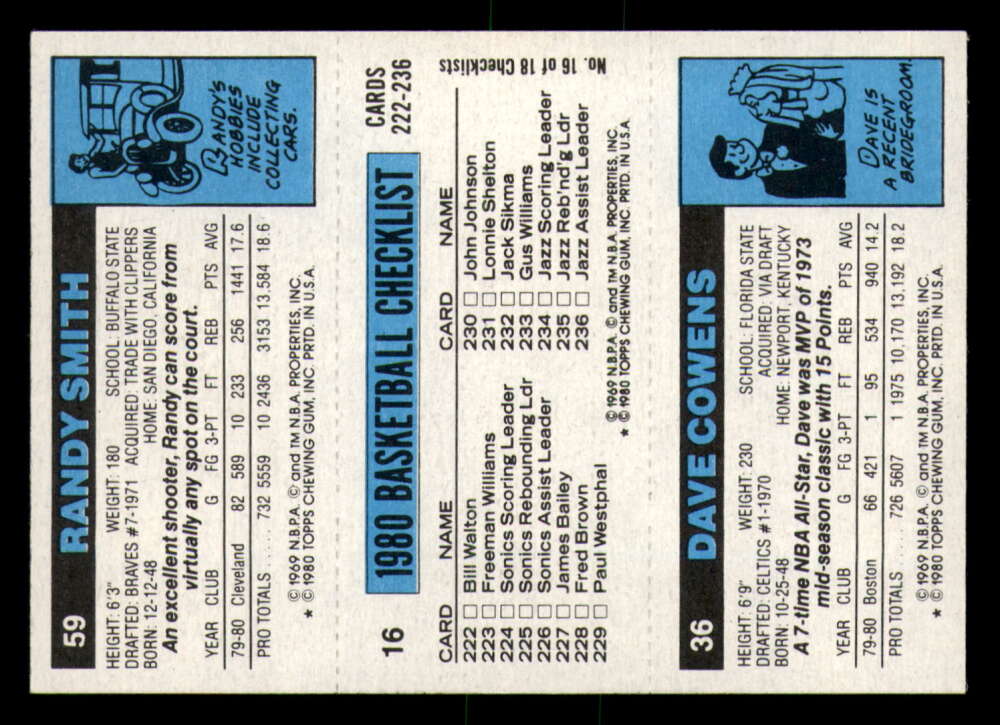 59 RANDY SMITH
HEIGHT: 6'3" WEIGHT: 180 SCHOOL: BUFFALO STATE
DRAFTED: BRAVES #7-1971 ACQUIRED: TRADE WITH CLIPPERS
BORN: 12-12-48 HOME: SAN DIEGO, CALIFORNIA
An excellent shooter, Randy can score from
virtually any spot on the court.
YEAR CLUB G FG 3-PT FT REB PTS AVG
79-80 Cleveland 82 589 10 233 256 1441 17.6
PRO TOTALS ..... 732 5559 10 2436 3153 13,584 18.6
© 1969 N.B.P.A. © and TM N.B.A. PROPERTIES, INC.
★ © 1980 TOPPS CHEWING GUM, INC. PRTD. IN U.S.A.
RANDY'S
HOBBIES
INCLUDE
COLLECTING
CARS.
16 1980 BASKETBALL CHECKLIST CARDS
222-236
CARD NAME CARD NAME
222 □ Bill Walton 230 □ John Johnson
223 □ Freeman Williams 231 □ Lonnie Shelton
224 □ Sonics Scoring Leader 232 □ Jack Sikma
225 □ Sonics Rebounding Ldr 233 □ Gus Williams
226 □ Sonics Assist Leader 234 □ Jazz Scoring Leader
227 □ James Bailey 235 □ Jazz Reb'nd'g Ldr
228 □ Fred Brown 236 □ Jazz Assist Leader
229 □ Paul Westphal
© 1969 N.B.P.A. © and TM N.B.A. PROPERTIES, INC.
★ © 1980 TOPPS CHEWING GUM, INC. PRTD. IN U.S.A
No. 16 of 18 Checklists
36 DAVE COWENS
HEIGHT: 6'9" WEIGHT: 230 SCHOOL: FLORIDA STATE
DRAFTED: CELTICS #1-1970 ACQUIRED: VIA DRAFT
BORN: 10-25-48 HOME: NEWPORT, KENTUCKY
A 7-time NBA All-Star, Dave was MVP of 1973
mid-season classic with 15 Points.
YEAR CLUB G FG 3-PT FT REB PTS AVG
79-80 Boston 66 421 1 95 534 940 14.2
PRO TOTALS ..... 726 5607 1 1975 10,170 13,192 18.2
© 1969 N.B.P.A. © and TM N.B.A. PROPERTIES, INC.
★ © 1980 TOPPS CHEWING GUM, INC. PRTD. IN U.S.A.
DAVE IS
A RECENT
BRIDEGROOM.